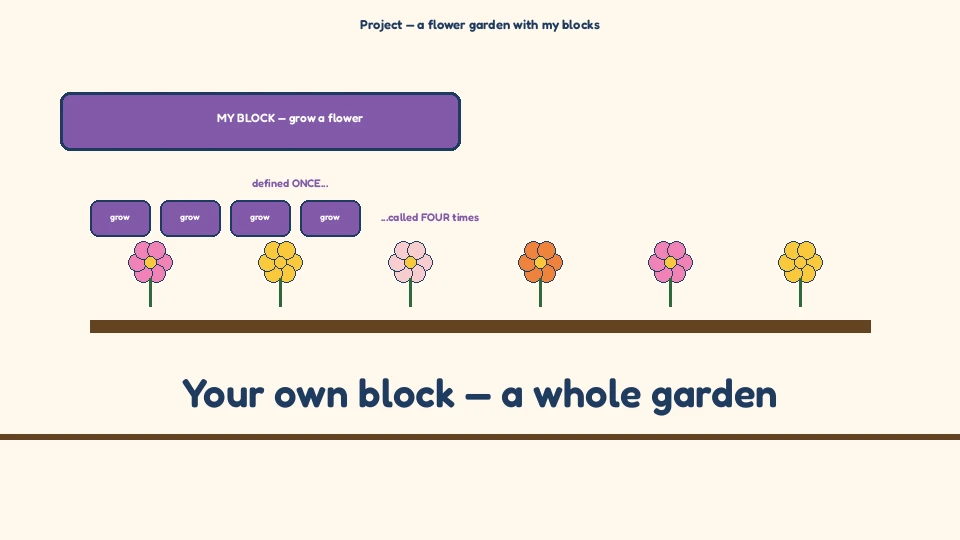 Project — a flower garden with my blocks
MY BLOCK — grow a flower
defined ONCE...
grow grow grow grow ...called FOUR times
Your own block — a whole garden